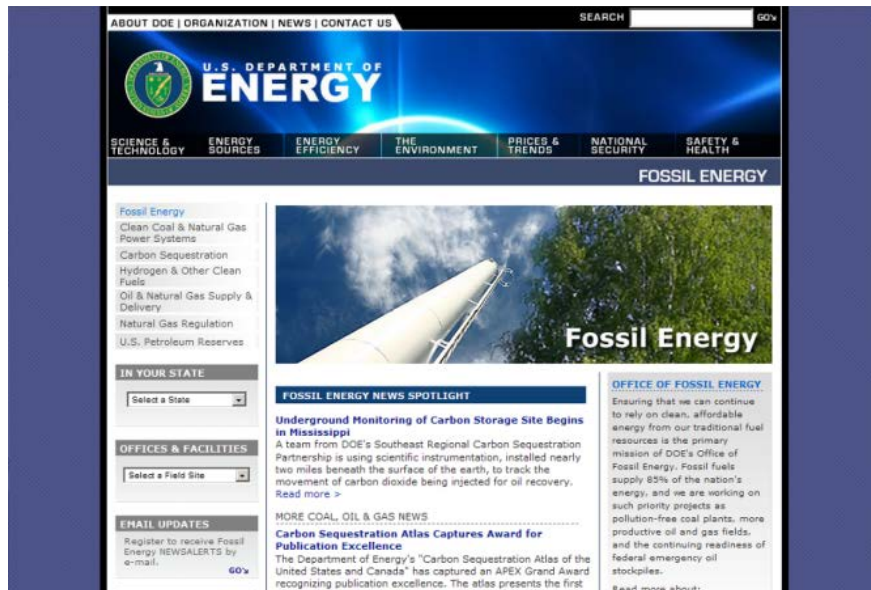 ABOUT DOE | ORGANIZATION | NEWS | CONTACT US
SEARCH
GO
U.S. DEPARTMENT OF
ENERGY
SCIENCE &
TECHNOLOGY
ENERGY
SOURCES
ENERGY
EFFICIENCY
THE
ENVIRONMENT
PRICES &
TRENDS
NATIONAL
SECURITY
SAFETY &
HEALTH
FOSSIL ENERGY
Fossil Energy
Clean Coal & Natural Gas
Power Systems
Carbon Sequestration
Hydrogen & Other Clean
Fuels
Oil & Natural Gas Supply &
Delivery
Natural Gas Regulation
U.S. Petroleum Reserves
IN YOUR STATE
Select a State
OFFICES & FACILITIES
Select a Field Site
EMAIL UPDATES
Register to receive Fossil
Energy NEWSALERTS by
e-mail.
GO
Fossil Energy
FOSSIL ENERGY NEWS SPOTLIGHT
Underground Monitoring of Carbon Storage Site Begins
in Mississippi
A team from DOE's Southeast Regional Carbon Sequestration
Partnership is using scientific instrumentation, installed nearly
two miles beneath the surface of the earth, to track the
movement of carbon dioxide being injected for oil recovery.
Read more >
MORE COAL, OIL & GAS NEWS
Carbon Sequestration Atlas Captures Award for
Publication Excellence
The Department of Energy's "Carbon Sequestration Atlas of the
United States and Canada" has captured an APEX Grand Award
recognizing publication excellence. The atlas presents the first
OFFICE OF FOSSIL ENERGY
Ensuring that we can continue
to rely on clean, affordable
energy from our traditional fuel
resources is the primary
mission of DOE's Office of
Fossil Energy. Fossil fuels
supply 85% of the nation's
energy, and we are working on
such priority projects as
pollution-free coal plants, more
productive oil and gas fields,
and the continuing readiness of
federal emergency oil
stockpiles.
Read more about: